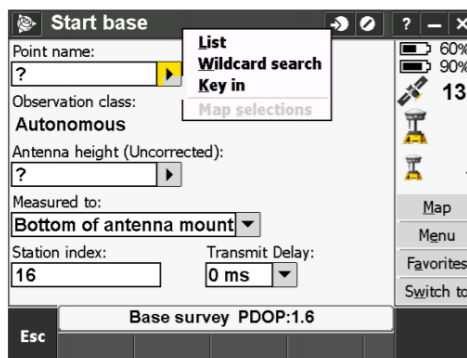 Start base
? – ×
Point name:
?
List
Wildcard search
Key in
Map selections
60%
90%
13
Observation class:
Autonomous
Antenna height (Uncorrected):
?
Measured to:
Bottom of antenna mount
Station index:
Transmit Delay:
16
0 ms
Map
Menu
Favorites
Switch to
Base survey PDOP:1.6
Esc